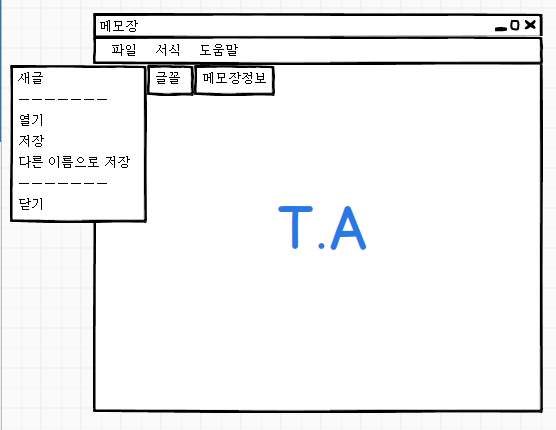 메모장
파일 서식 도움말
새글
글꼴
메모장정보
열기
저장
다른 이름으로 저장
닫기
T.A